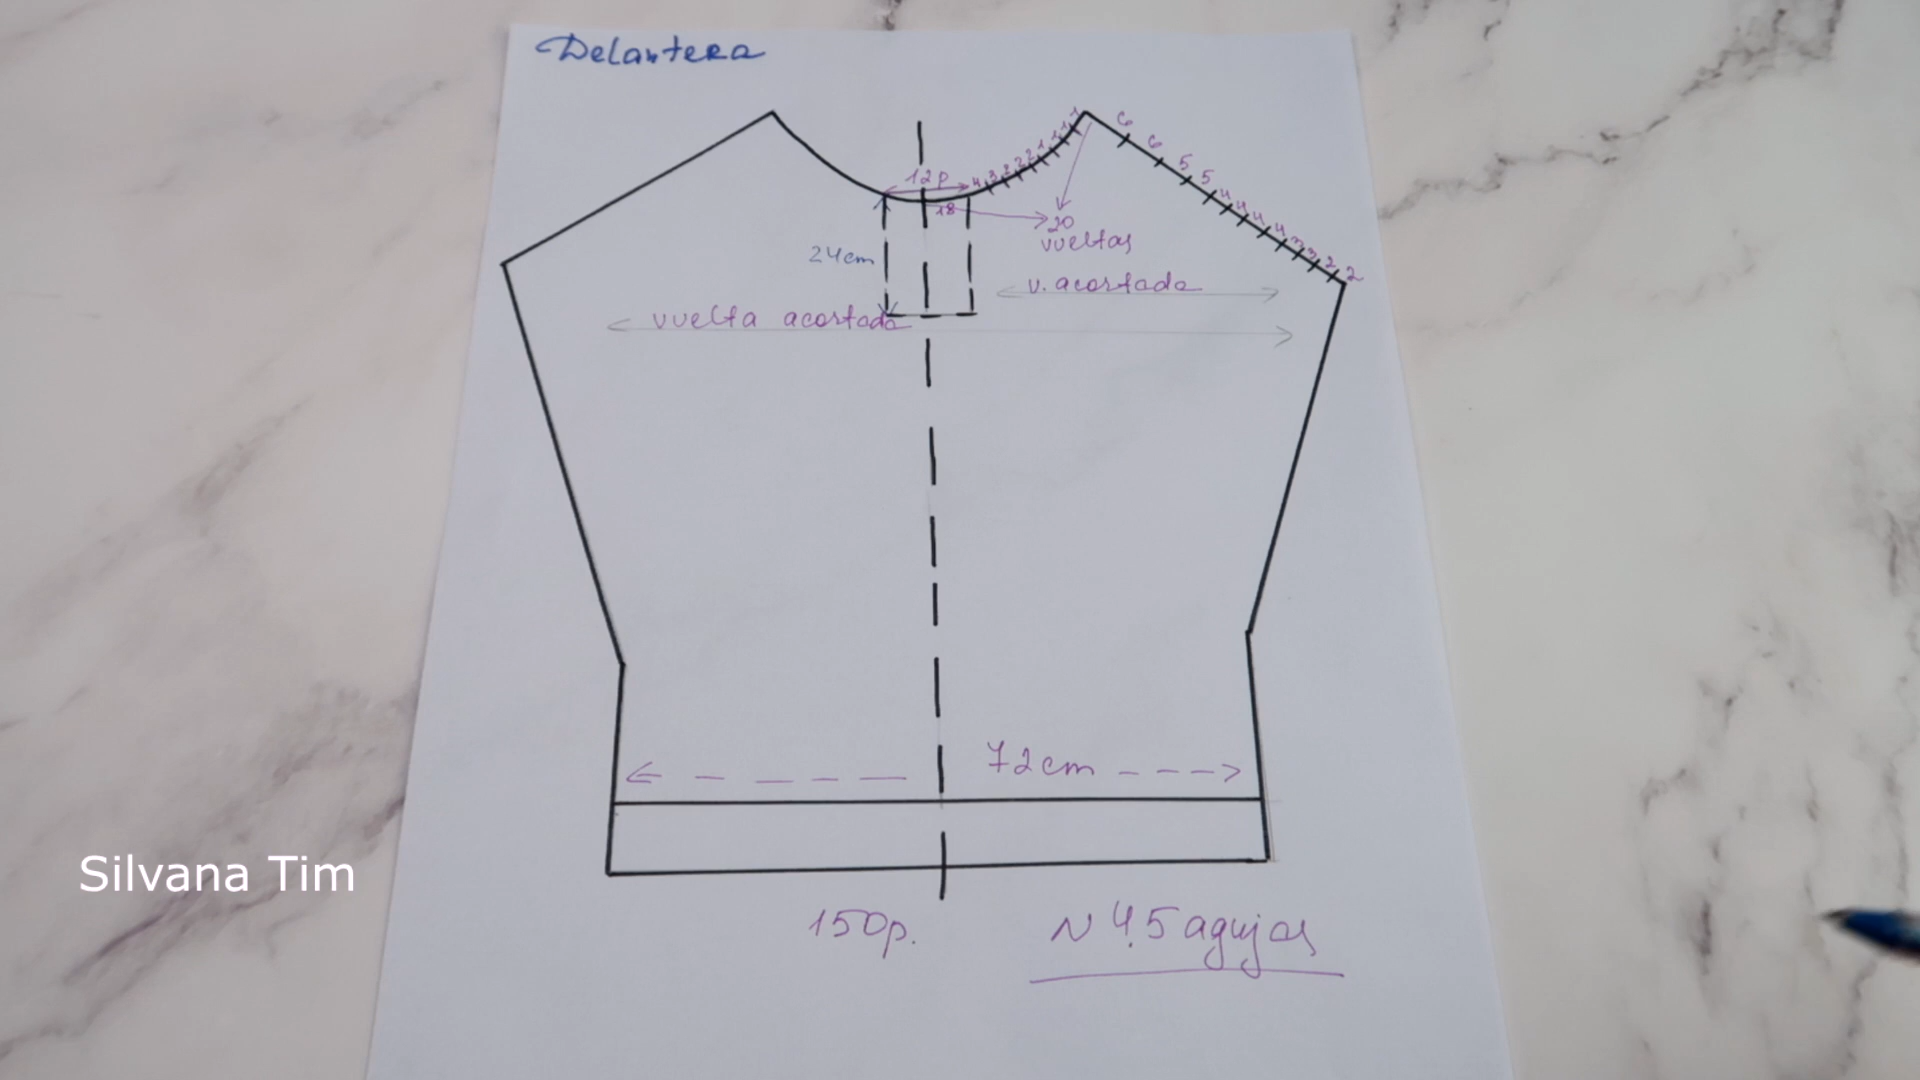 Delantera
6
6
5
5
4
4
4
4
3
3
2
2
12p
4 3 2 2 2 1 1 1 1
18
20
vueltas
24cm
v. acortada
vuelta acortada
72cm
150p.
N 4,5 agujas
Silvana Tim